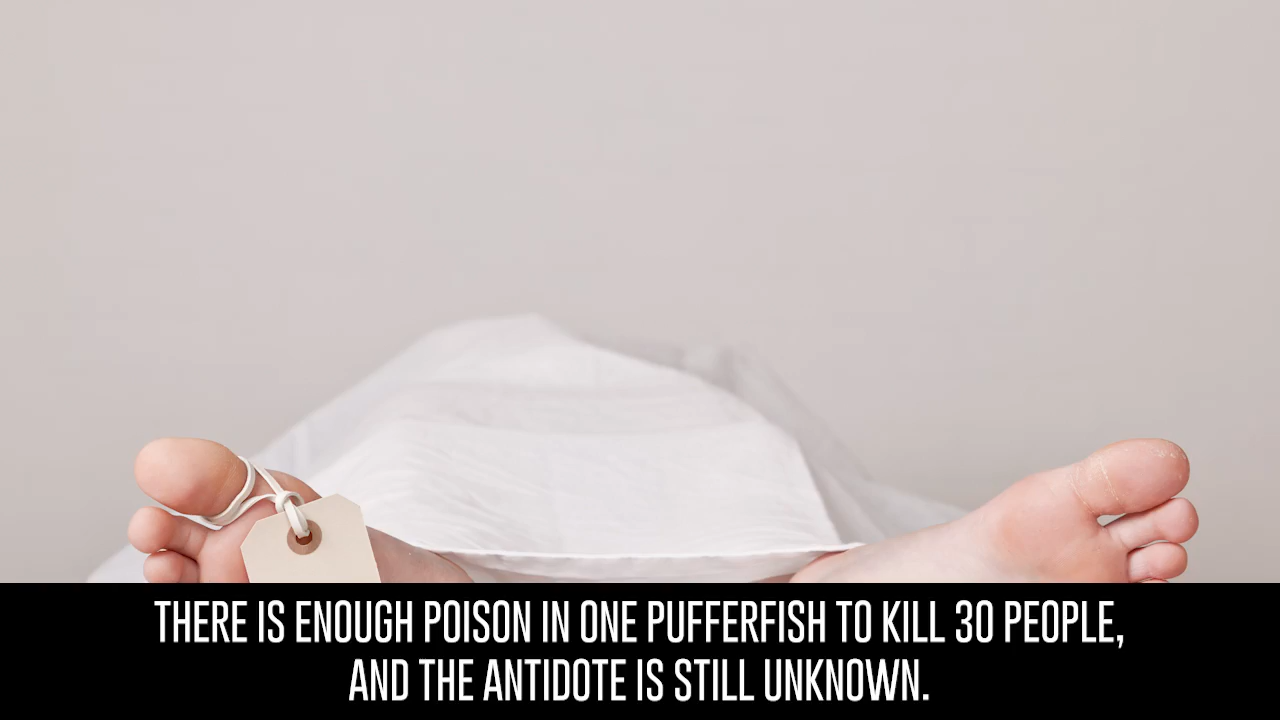 THERE IS ENOUGH POISON IN ONE PUFFERFISH TO KILL 30 PEOPLE,
AND THE ANTIDOTE IS STILL UNKNOWN.